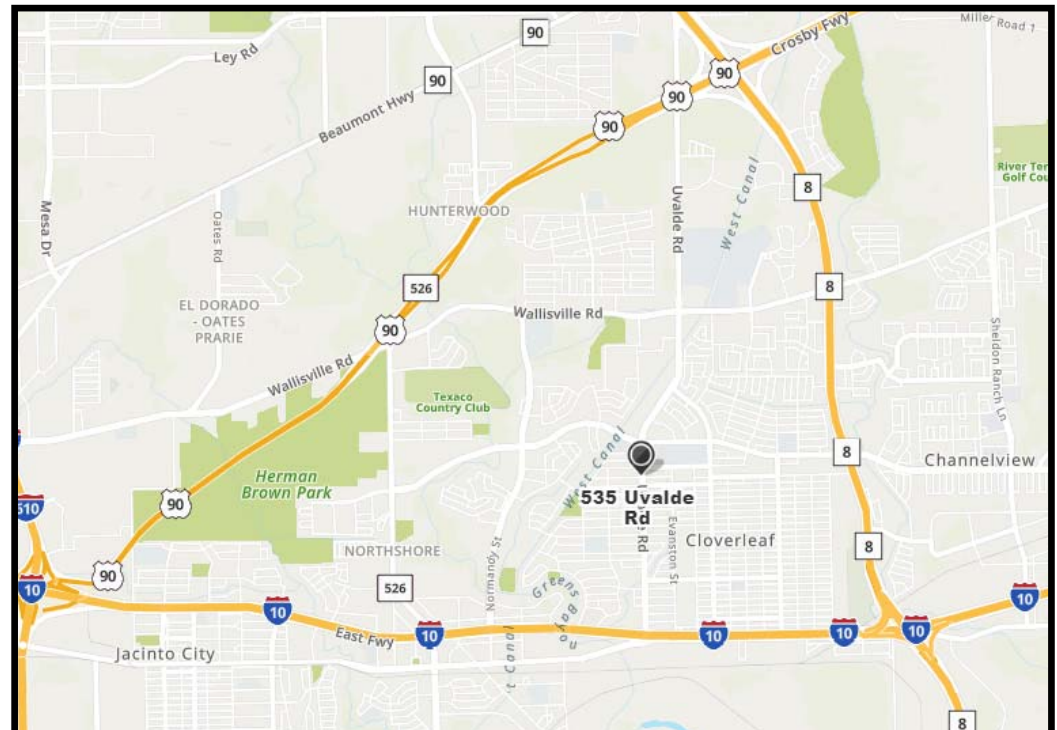 90
Miller Road 1
Crosby Fwy
Ley Rd
90
90
90
Beaumont Hwy
90
River Ter
Golf Cou
8
Mesa Dr
Oates Rd
HUNTERWOOD
Uvalde Rd
West Canal
526
8
EL DORADO
- OATES
PRARIE
90
Wallisville Rd
Sheldon Ranch Ln
Wallisville Rd
Texaco
Country Club
8
Channelview
West Canal
Herman
Brown Park
535 Uvalde
Rd
90
510
Rd
Evanston St
Cloverleaf
8
NORTHSHORE
Normandy St
Greens
Bayo
u
90
526
10
10
10
East Fwy
10
10
10
10
Jacinto City
t Canal
8